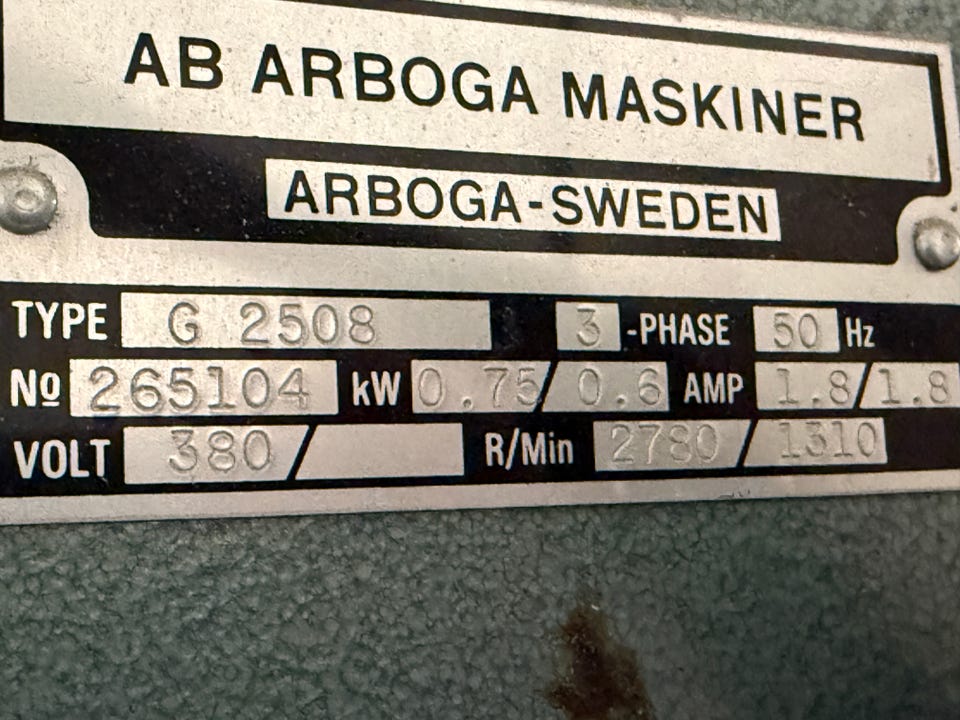 AB ARBOGA MASKINER
ARBOGA-SWEDEN
TYPE G 2508 3-PHASE 50 Hz
Nº 265104 kW 0.75/0.6 AMP 1.8/1.8
VOLT 380/ R/Min 2780/1310